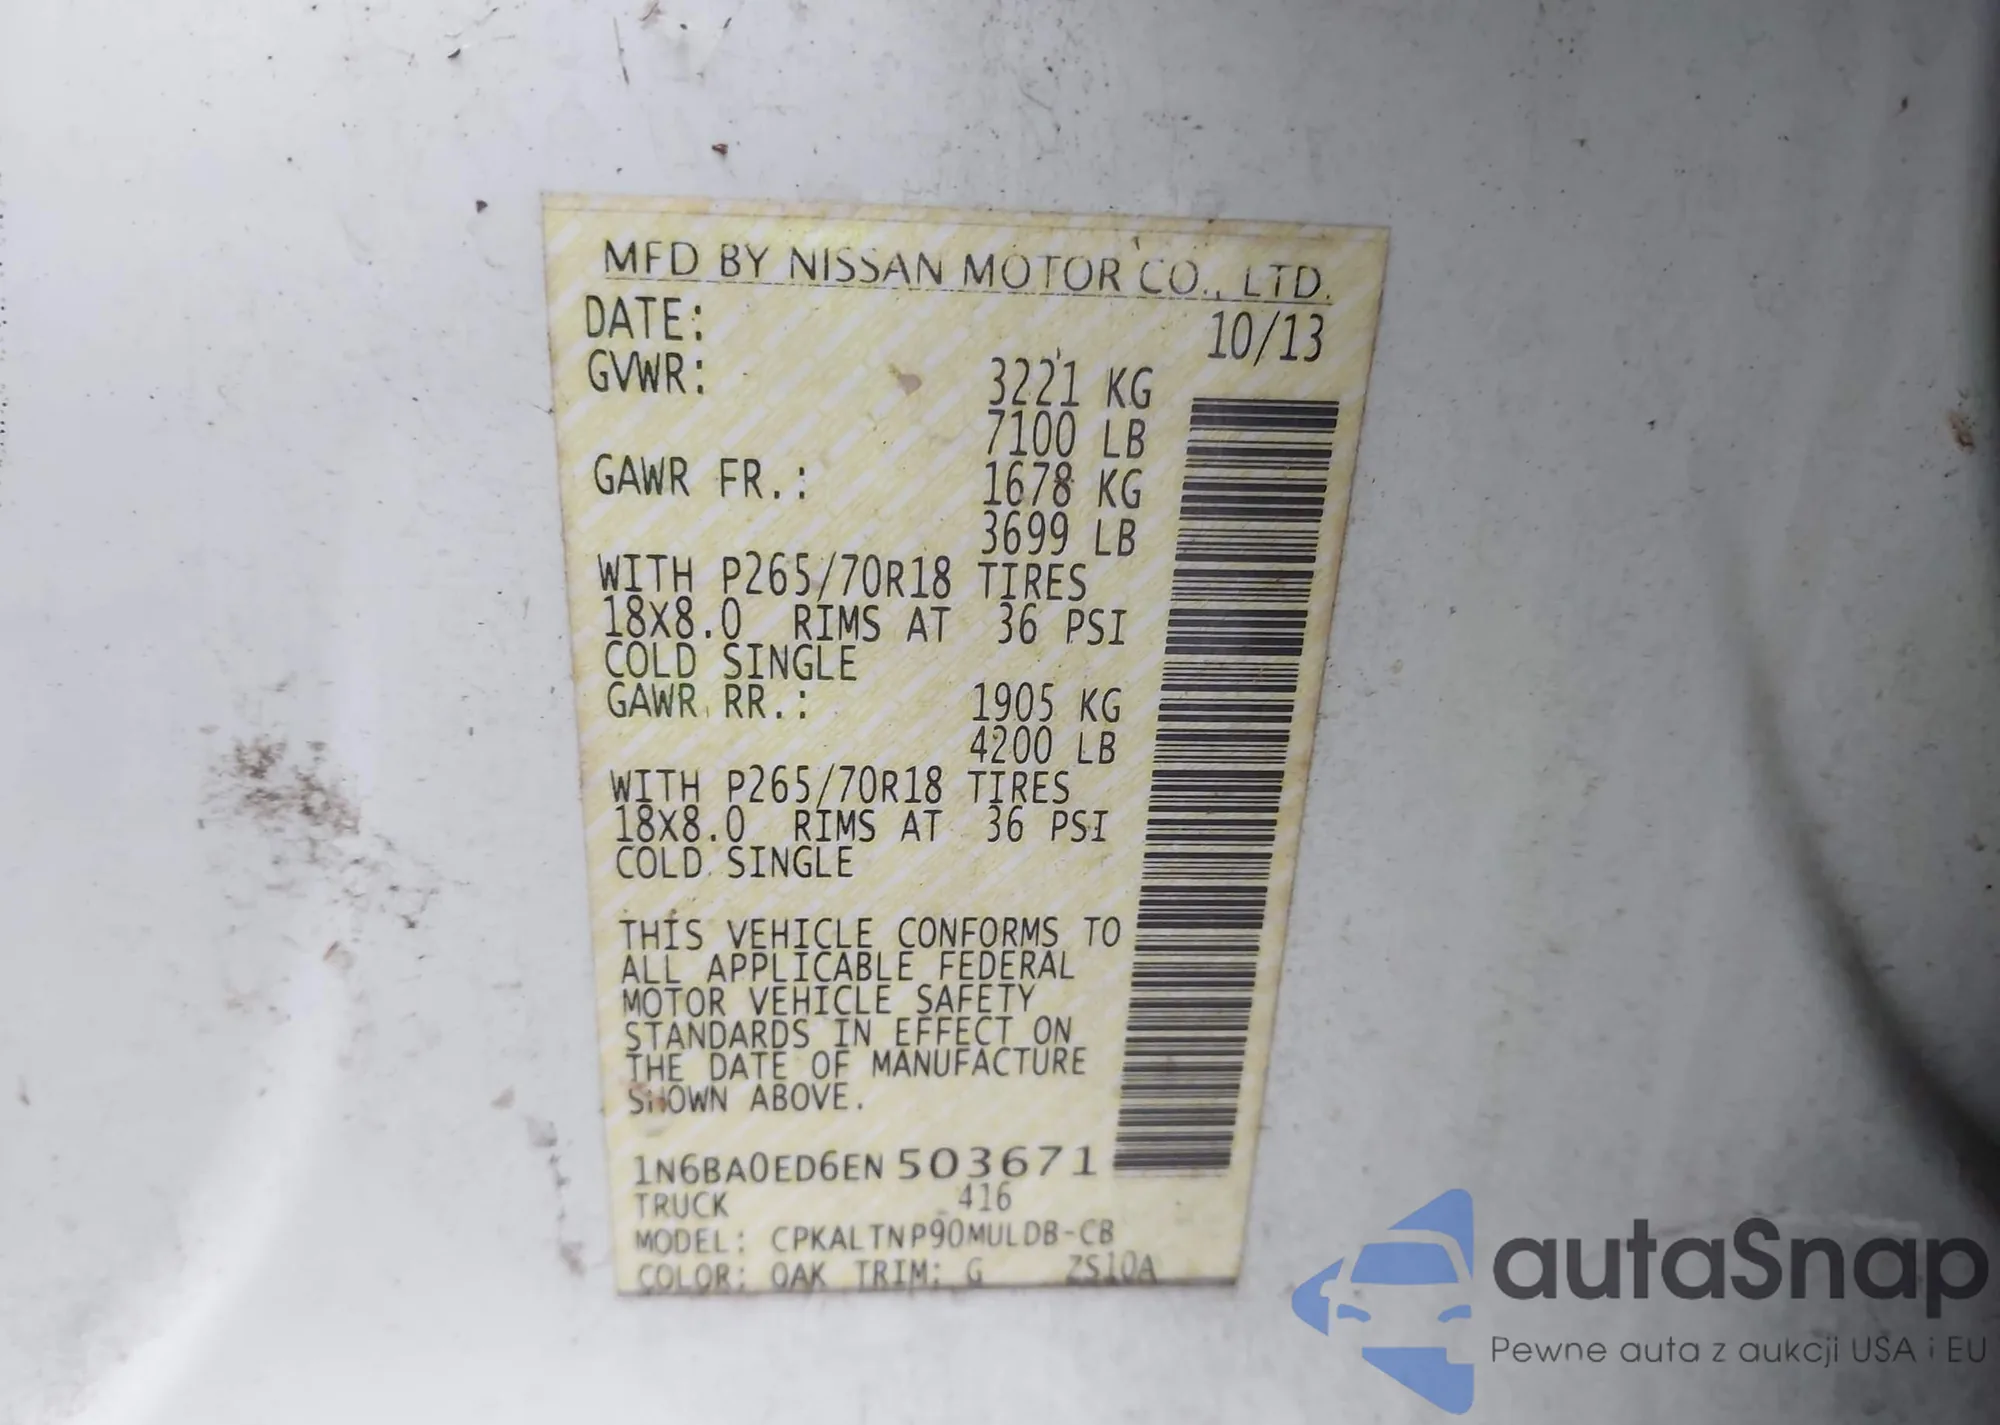 MFD BY NISSAN MOTOR CO., LTD.
DATE: 10/13
GVWR: 3221 KG
7100 LB
GAWR FR.: 1678 KG
3699 LB
WITH P265/70R18 TIRES
18X8.0 RIMS AT 36 PSI
COLD SINGLE
GAWR RR.: 1905 KG
4200 LB
WITH P265/70R18 TIRES
18X8.0 RIMS AT 36 PSI
COLD SINGLE
THIS VEHICLE CONFORMS TO
ALL APPLICABLE FEDERAL
MOTOR VEHICLE SAFETY
STANDARDS IN EFFECT ON
THE DATE OF MANUFACTURE
SHOWN ABOVE.
1N6BA0ED6EN503671
TRUCK 416
MODEL: CPKALTNP90MULDB-CB
COLOR: QAK TRIM: G ZS10A
autaSnap
Pewne auta z aukcji USA i EU